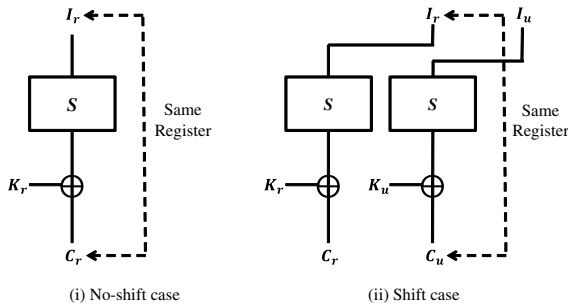 I_r
S
Same
Register
K_r
C_r
(i) No-shift case
I_r
I_u
S
S
Same
Register
K_r
K_u
C_r
C_u
(ii) Shift case